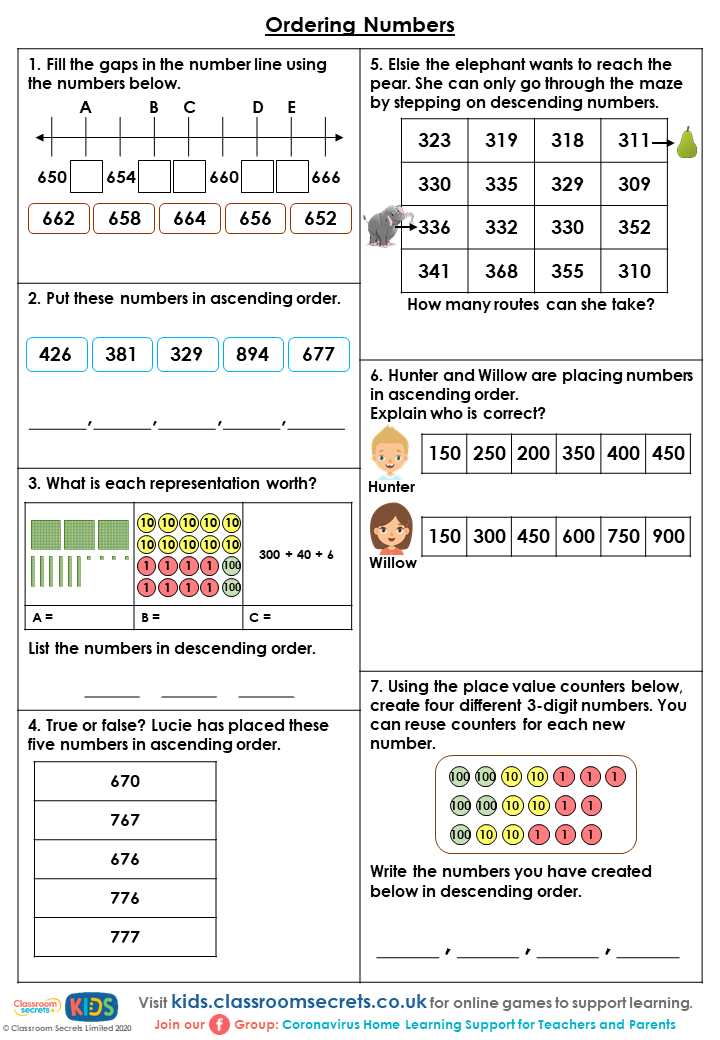 Ordering Numbers
1. Fill the gaps in the number line using
the numbers below.
A B C D E
650 654 660 666
662 658 664 656 652
2. Put these numbers in ascending order.
426 381 329 894 677
______,______,______,______,______
3. What is each representation worth?
10 10 10 10 10
10 10 10 10 10
1 1 1 1 100
1 1 1 1 100
300 + 40 + 6
A = B = C =
List the numbers in descending order.
______ ______ ______
4. True or false? Lucie has placed these
five numbers in ascending order.
670
767
676
776
777
5. Elsie the elephant wants to reach the
pear. She can only go through the maze
by stepping on descending numbers.
323 319 318 311
330 335 329 309
336 332 330 352
341 368 355 310
How many routes can she take?
6. Hunter and Willow are placing numbers
in ascending order.
Explain who is correct?
150 250 200 350 400 450
Hunter
150 300 450 600 750 900
Willow
7. Using the place value counters below,
create four different 3-digit numbers. You
can reuse counters for each new
number.
100 100 10 10 1 1 1
100 100 10 10 1 1
100 10 10 1 1 1
Write the numbers you have created
below in descending order.
______ , ______ , ______ , ______
Classroom Secrets KIDS
© Classroom Secrets Limited 2020
Visit kids.classroomsecrets.co.uk for online games to support learning.
Join our f Group: Coronavirus Home Learning Support for Teachers and Parents